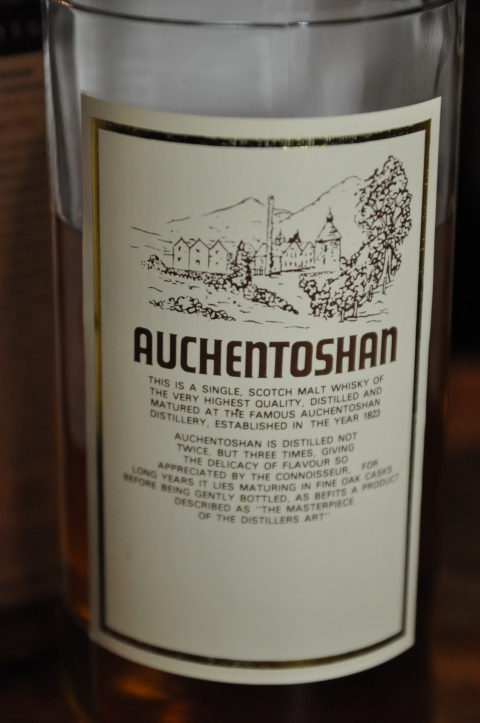 AUCHENTOSHAN
THIS IS A SINGLE, SCOTCH MALT WHISKY OF
THE VERY HIGHEST QUALITY, DISTILLED AND
MATURED AT THE FAMOUS AUCHENTOSHAN
DISTILLERY, ESTABLISHED IN THE YEAR 1823
AUCHENTOSHAN IS DISTILLED NOT
TWICE, BUT THREE TIMES, GIVING
THE DELICACY OF FLAVOUR SO
APPRECIATED BY THE CONNOISSEUR. FOR
LONG YEARS IT LIES MATURING IN FINE OAK CASKS
BEFORE BEING GENTLY BOTTLED, AS BEFITS A PRODUCT
DESCRIBED AS "THE MASTERPIECE
OF THE DISTILLERS ART"